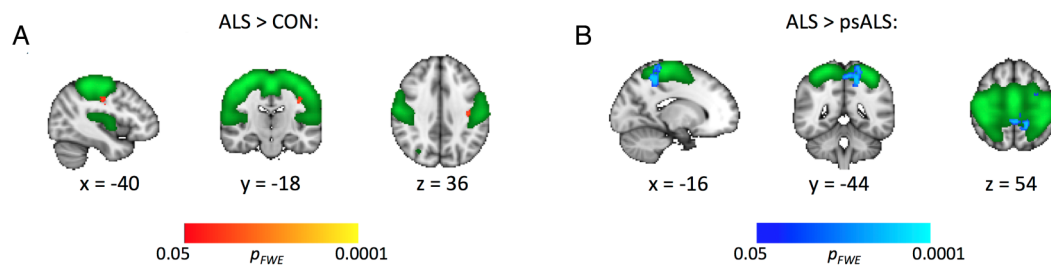 A
ALS > CON:
x = -40
y = -18
z = 36
0.05
pFWE
0.0001
B
ALS > psALS:
x = -16
y = -44
z = 54
0.05
pFWE
0.0001